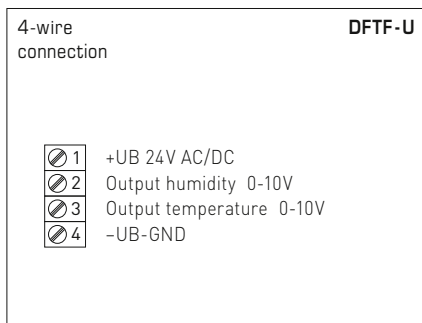 4-wire DFTF-U
connection
1 +UB 24V AC/DC
2 Output humidity 0-10V
3 Output temperature 0-10V
4 –UB-GND